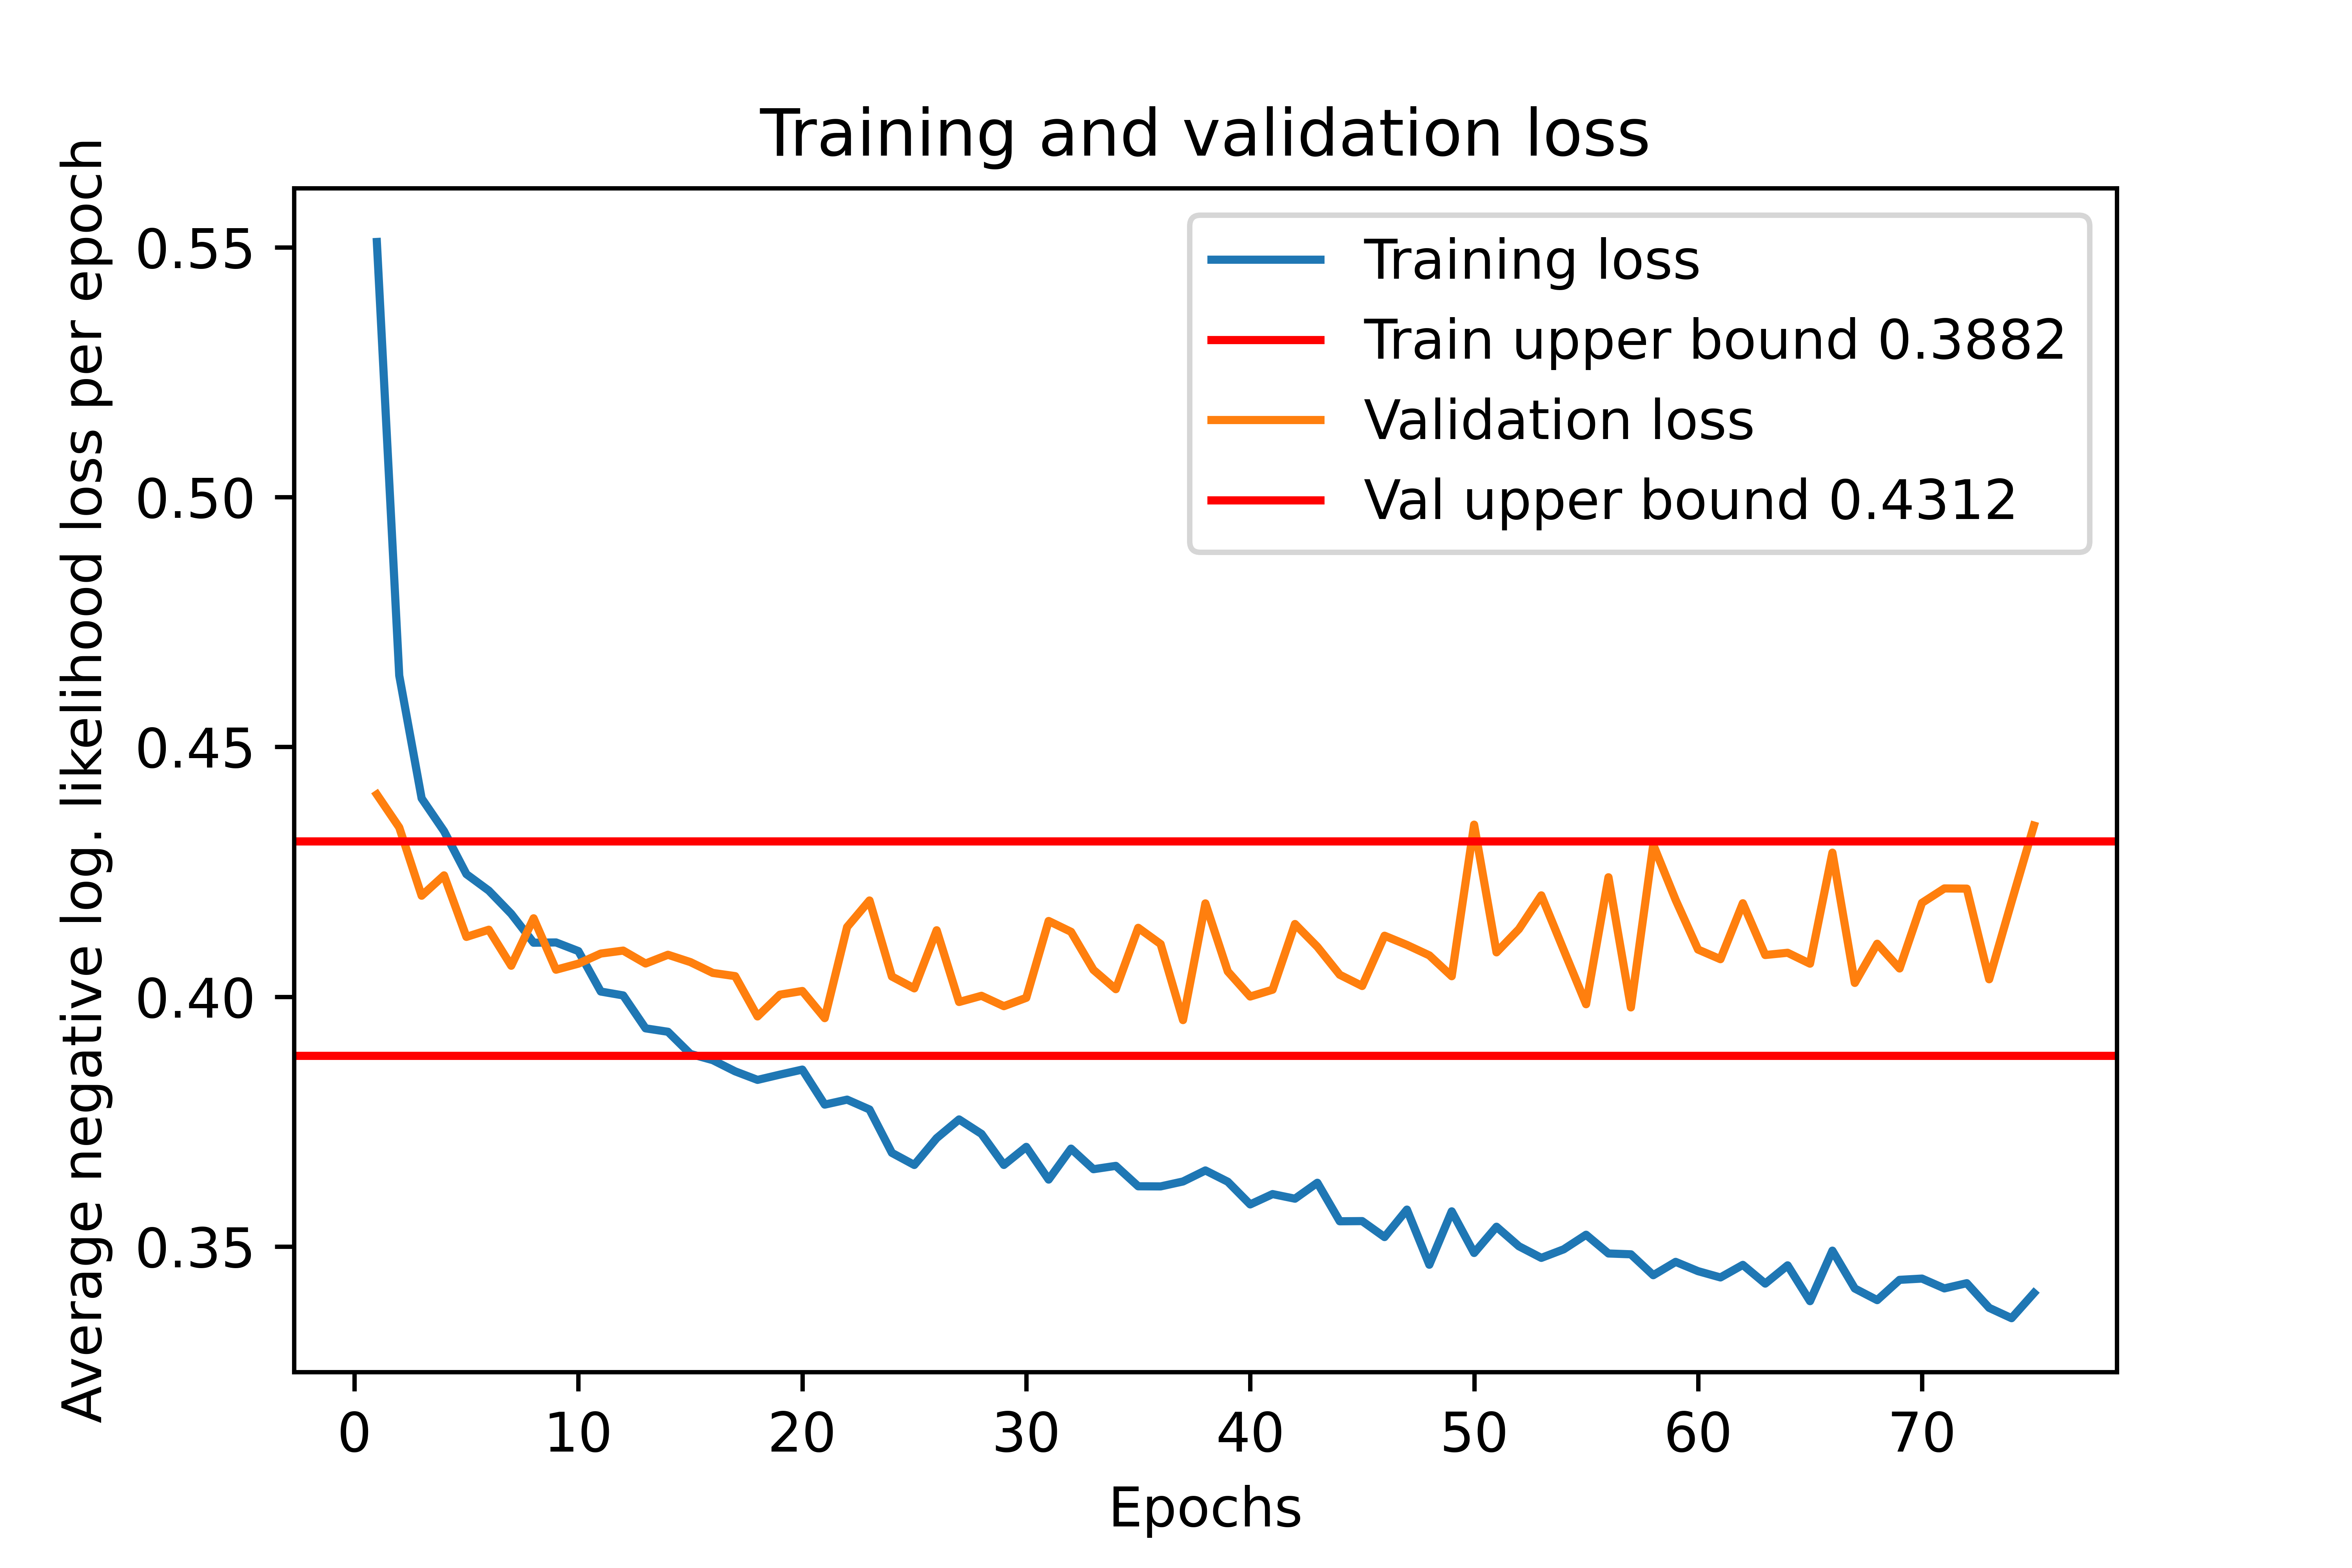 Training and validation loss
Average negative log. likelihood loss per epoch
0.55
0.50
0.45
0.40
0.35
Training loss
Train upper bound 0.3882
Validation loss
Val upper bound 0.4312
0 10 20 30 40 50 60 70
Epochs